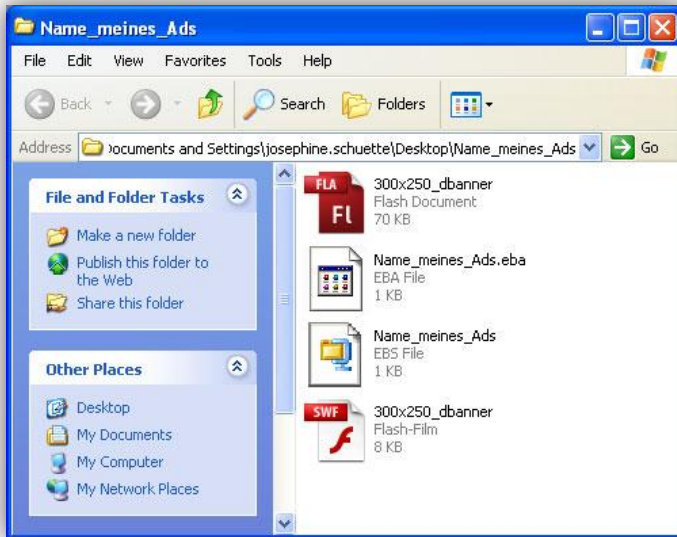 Name_meines_Ads
File Edit View Favorites Tools Help
Back Search Folders
Address ocuments and Settings\josephine.schuette\Desktop\Name_meines_Ads Go
File and Folder Tasks
Make a new folder
Publish this folder to
the Web
Share this folder
Other Places
Desktop
My Documents
My Computer
My Network Places
FLA
FL
300x250_dbanner
Flash Document
70 KB
Name_meines_Ads.eba
EBA File
1 KB
Name_meines_Ads
EBS File
1 KB
SWF
300x250_dbanner
Flash-Film
8 KB